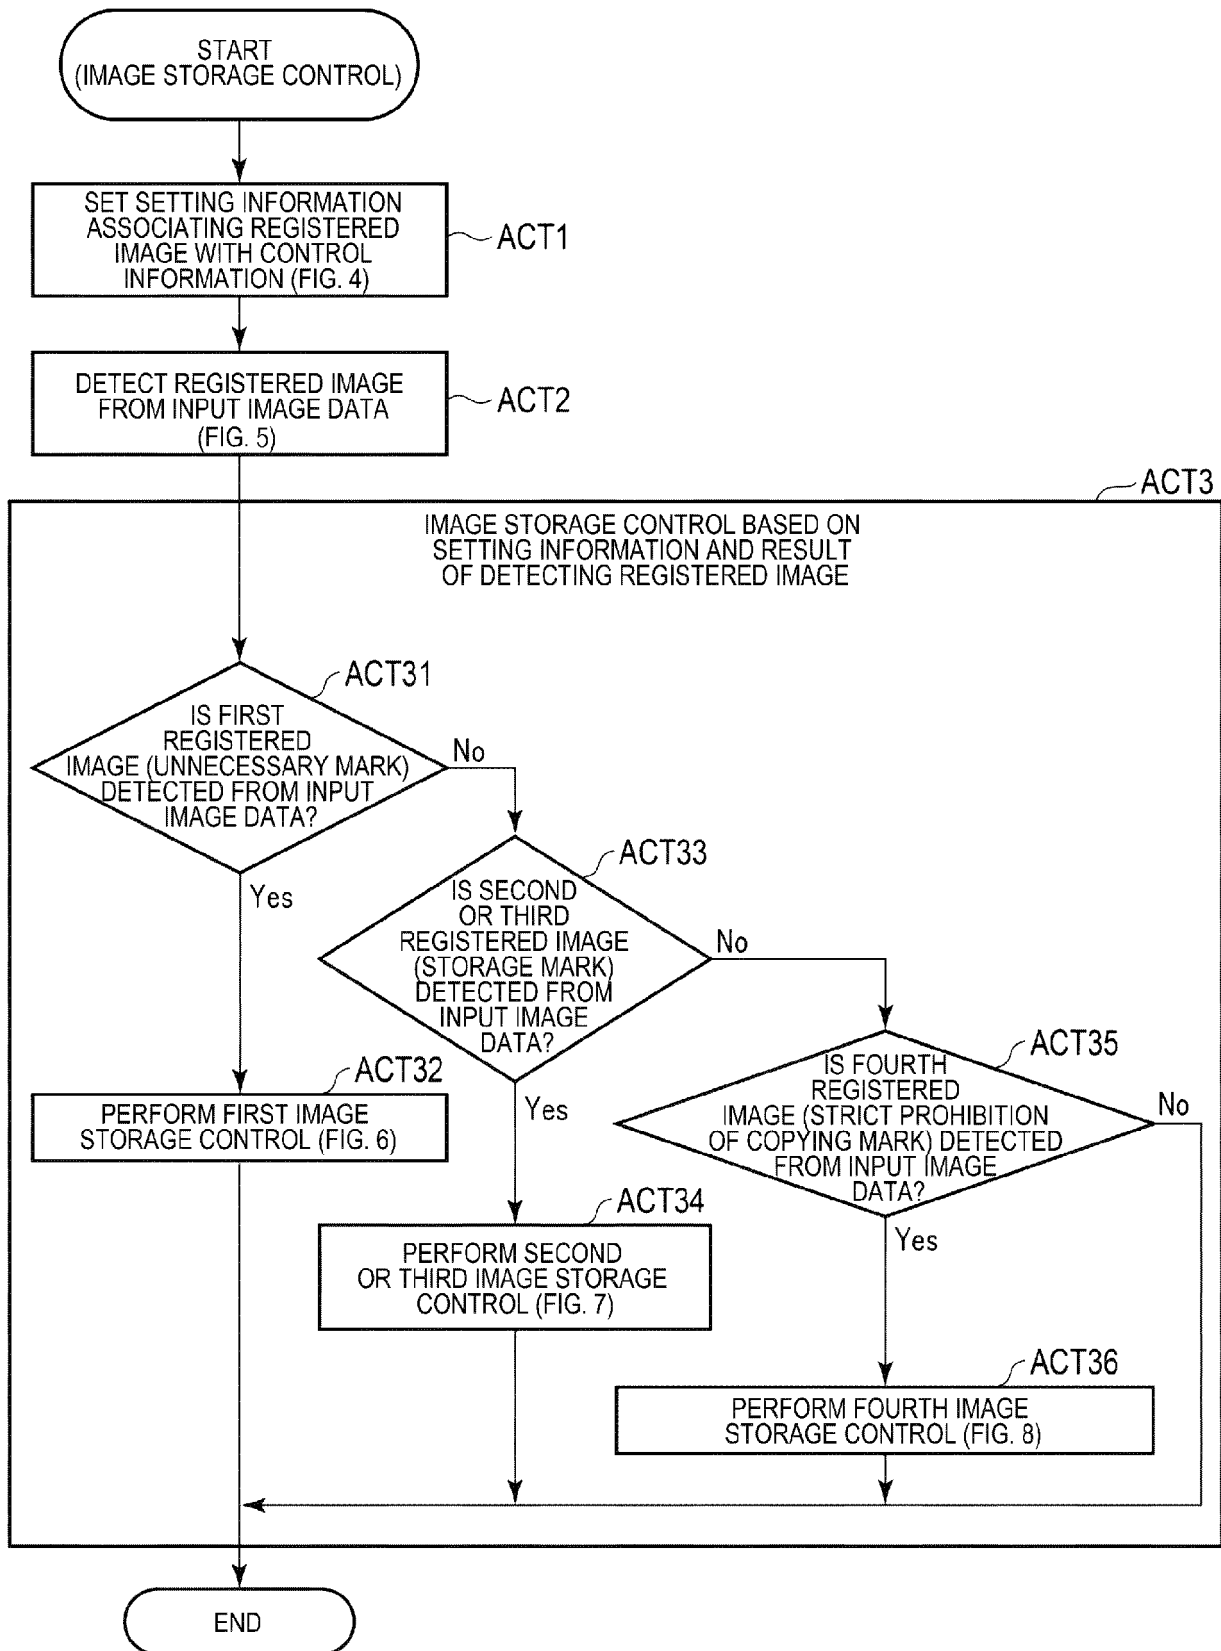 START
(IMAGE STORAGE CONTROL)
SET SETTING INFORMATION
ASSOCIATING REGISTERED
IMAGE WITH CONTROL
INFORMATION (FIG. 4)
ACT1
DETECT REGISTERED IMAGE
FROM INPUT IMAGE DATA
(FIG. 5)
ACT2
ACT3
IMAGE STORAGE CONTROL BASED ON
SETTING INFORMATION AND RESULT
OF DETECTING REGISTERED IMAGE
ACT31
IS FIRST
REGISTERED
IMAGE (UNNECESSARY MARK)
DETECTED FROM INPUT
IMAGE DATA?
No
Yes
ACT33
IS SECOND
OR THIRD
REGISTERED IMAGE
(STORAGE MARK)
DETECTED FROM
INPUT IMAGE
DATA?
No
Yes
ACT35
IS FOURTH
REGISTERED
IMAGE (STRICT PROHIBITION
OF COPYING MARK) DETECTED
FROM INPUT IMAGE
DATA?
No
Yes
ACT32
PERFORM FIRST IMAGE
STORAGE CONTROL (FIG. 6)
ACT34
PERFORM SECOND
OR THIRD IMAGE STORAGE
CONTROL (FIG. 7)
ACT36
PERFORM FOURTH IMAGE
STORAGE CONTROL (FIG. 8)
END